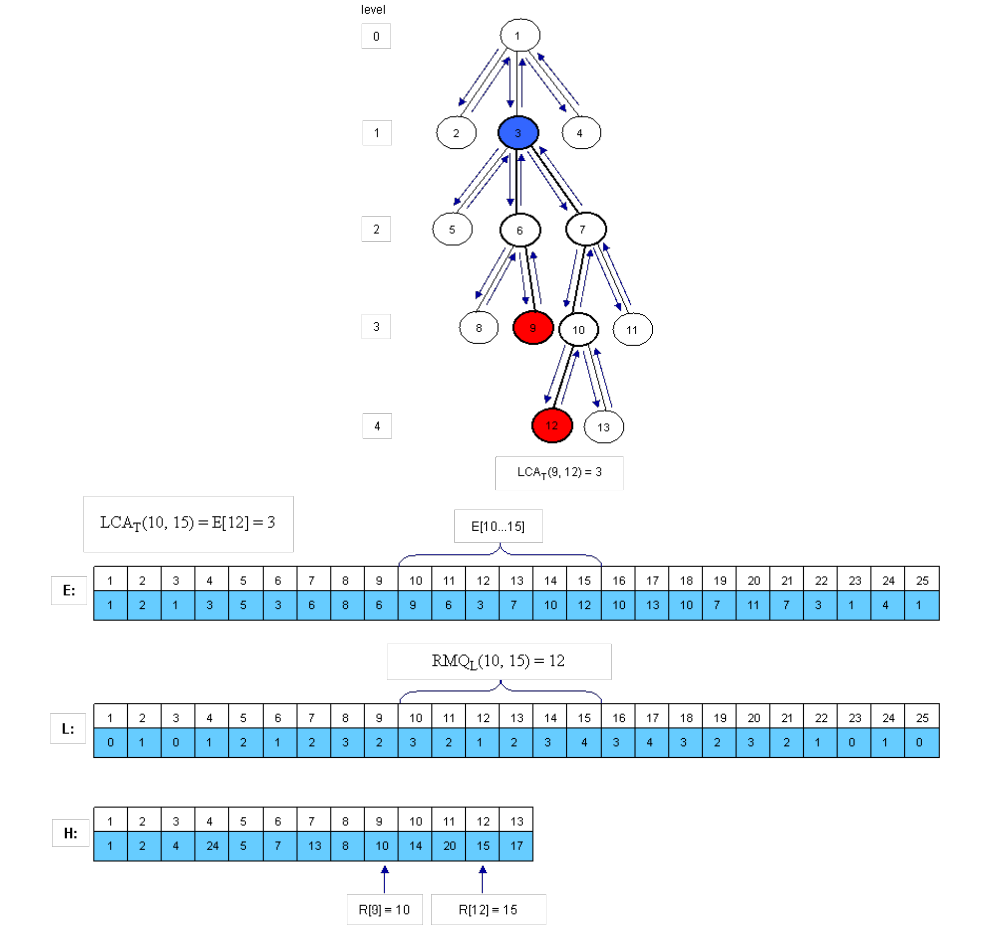 level
0
1
1
2
3
4
2
5
6
7
3
8
9
10
11
4
12
13
LCA_T(9, 12) = 3
LCA_T(10, 15) = E[12] = 3
E[10...15]
E:
1 2 3 4 5 6 7 8 9 10 11 12 13 14 15 16 17 18 19 20 21 22 23 24 25
1 2 1 3 5 3 6 8 6 9 6 3 7 10 12 10 13 10 7 11 7 3 1 4 1
RMQ_L(10, 15) = 12
L:
1 2 3 4 5 6 7 8 9 10 11 12 13 14 15 16 17 18 19 20 21 22 23 24 25
0 1 0 1 2 1 2 3 2 3 2 1 2 3 4 3 4 3 2 3 2 1 0 1 0
H:
1 2 3 4 5 6 7 8 9 10 11 12 13
1 2 4 24 5 7 13 8 10 14 20 15 17
R[9] = 10
R[12] = 15